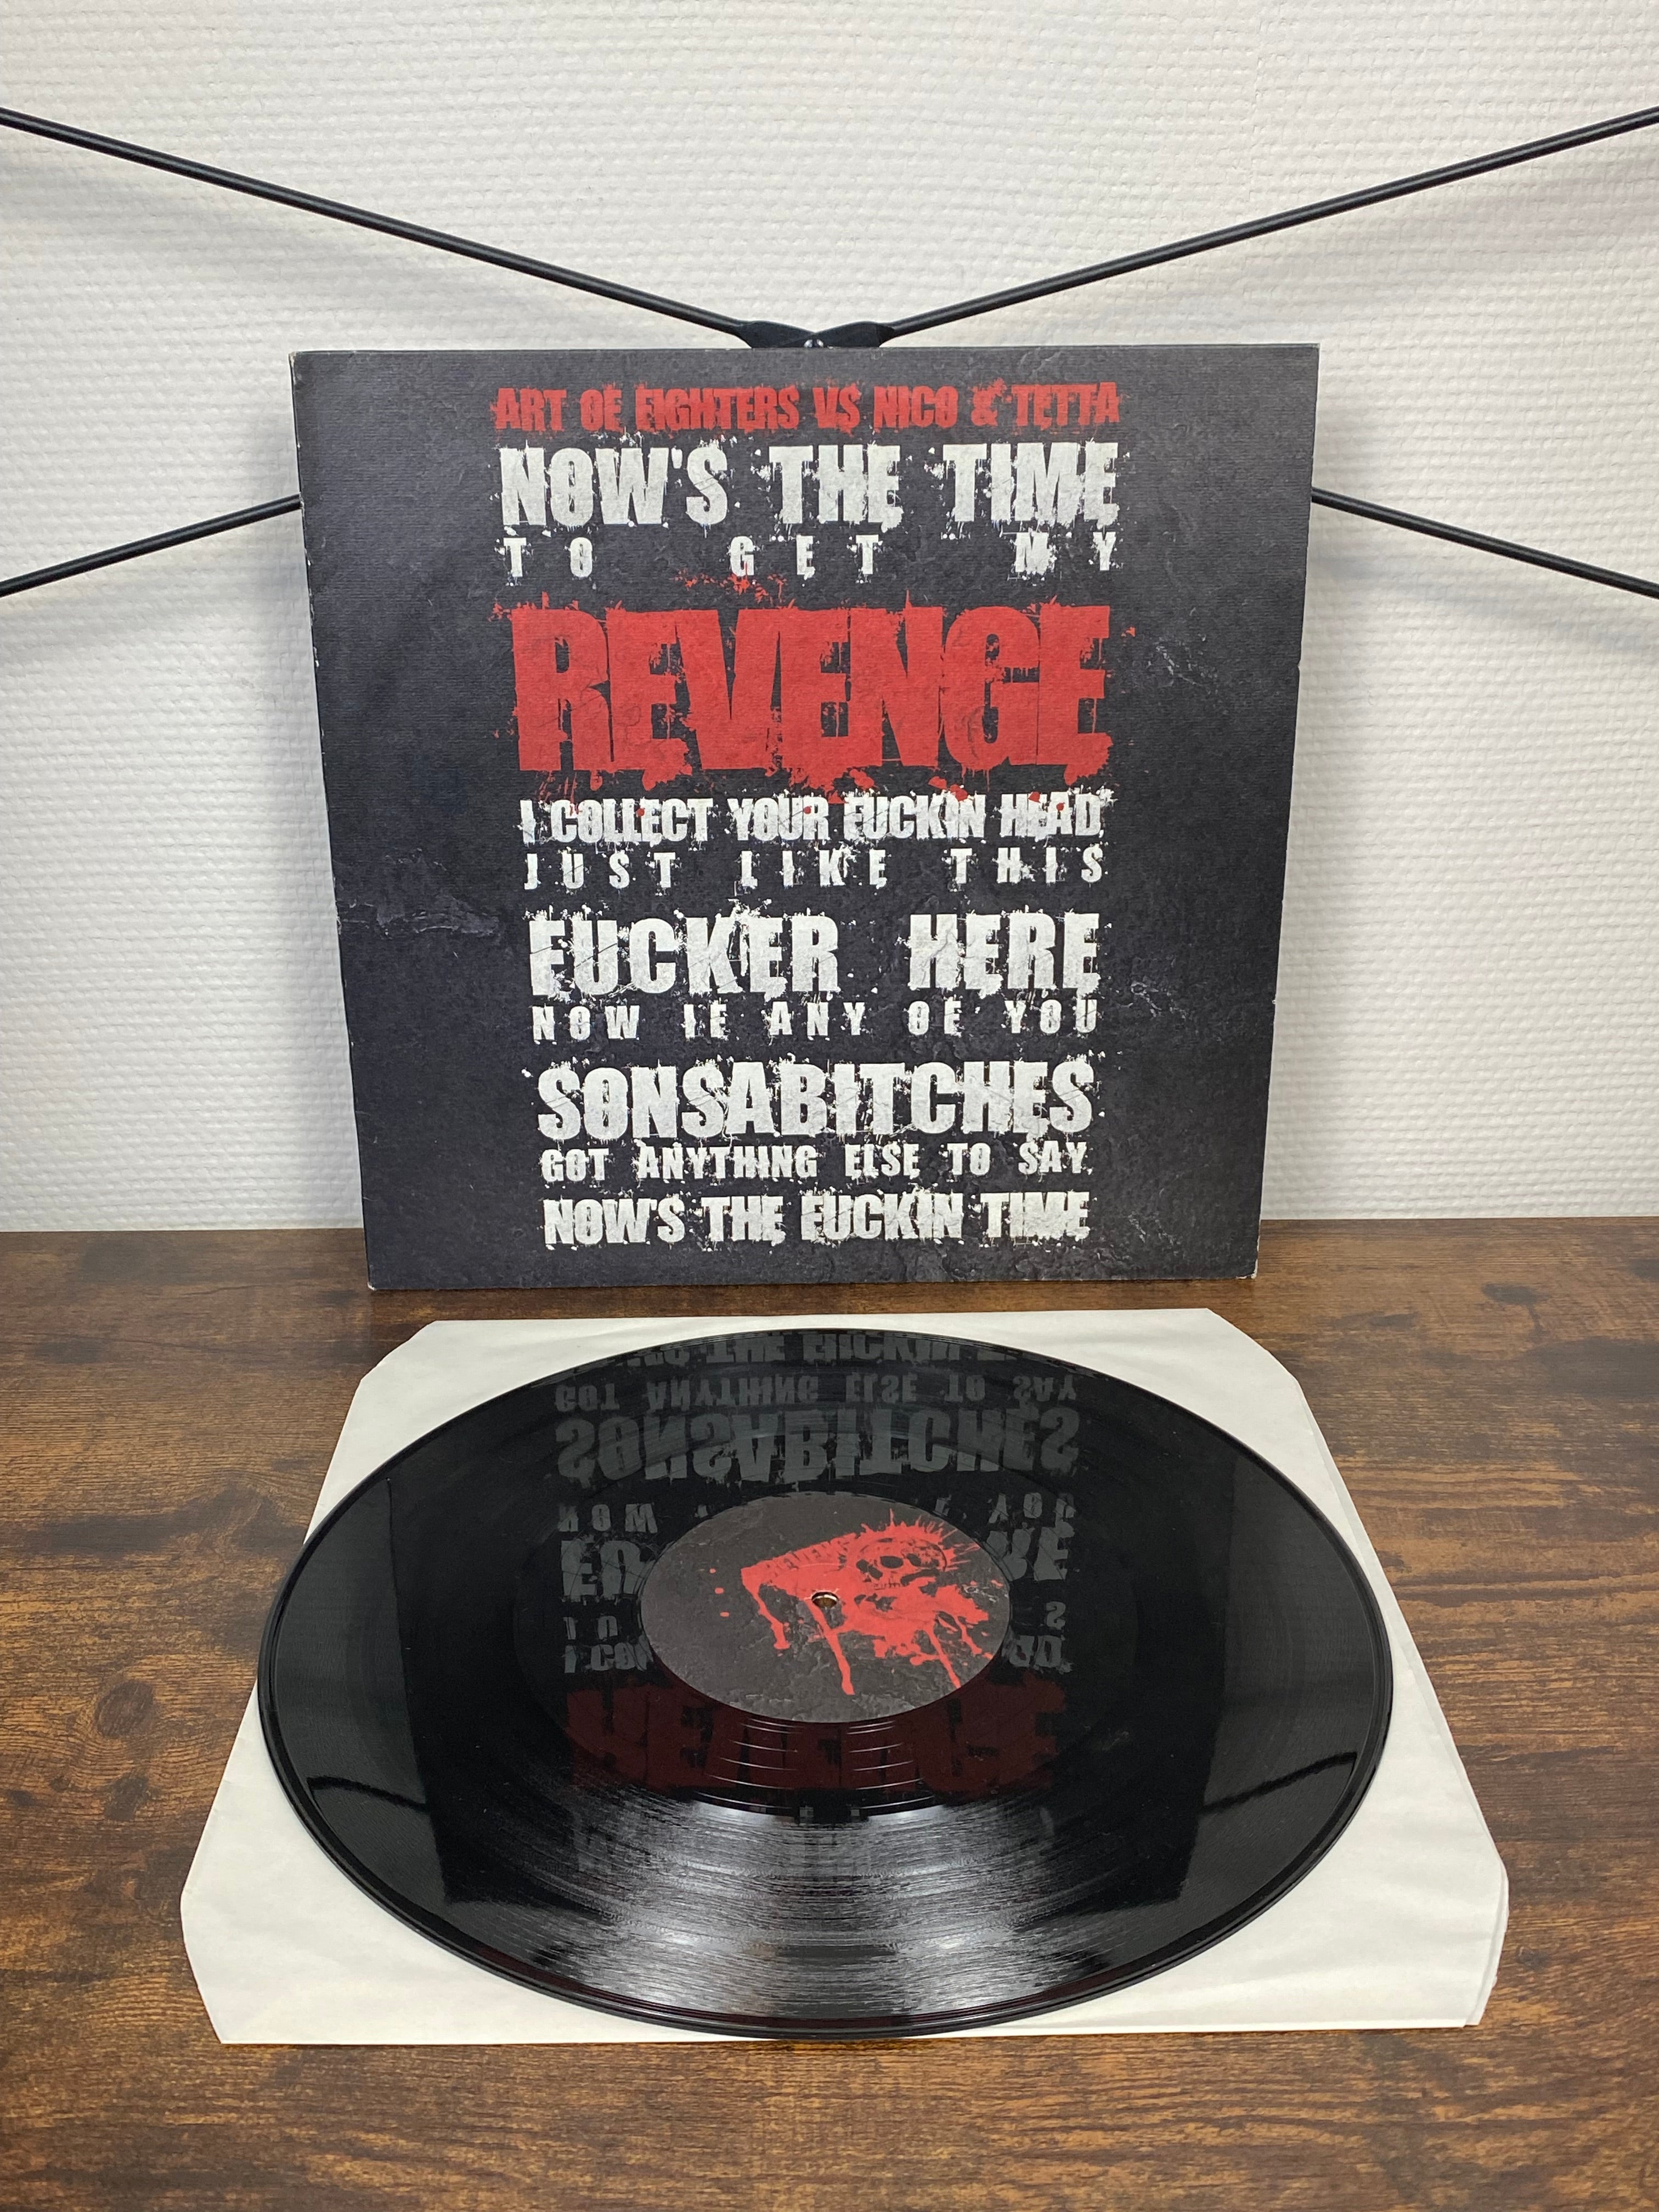 ART OF FIGHTERS VS NICO & TETTA
NOW'S THE TIME
TO GET MY
REVENGE
I COLLECT YOUR FUCKIN HEAD
JUST LIKE THIS
FUCKER HERE
NOW IF ANY OF YOU
SONSABITCHES
GOT ANYTHING ELSE TO SAY
NOW'S THE FUCKIN TIME